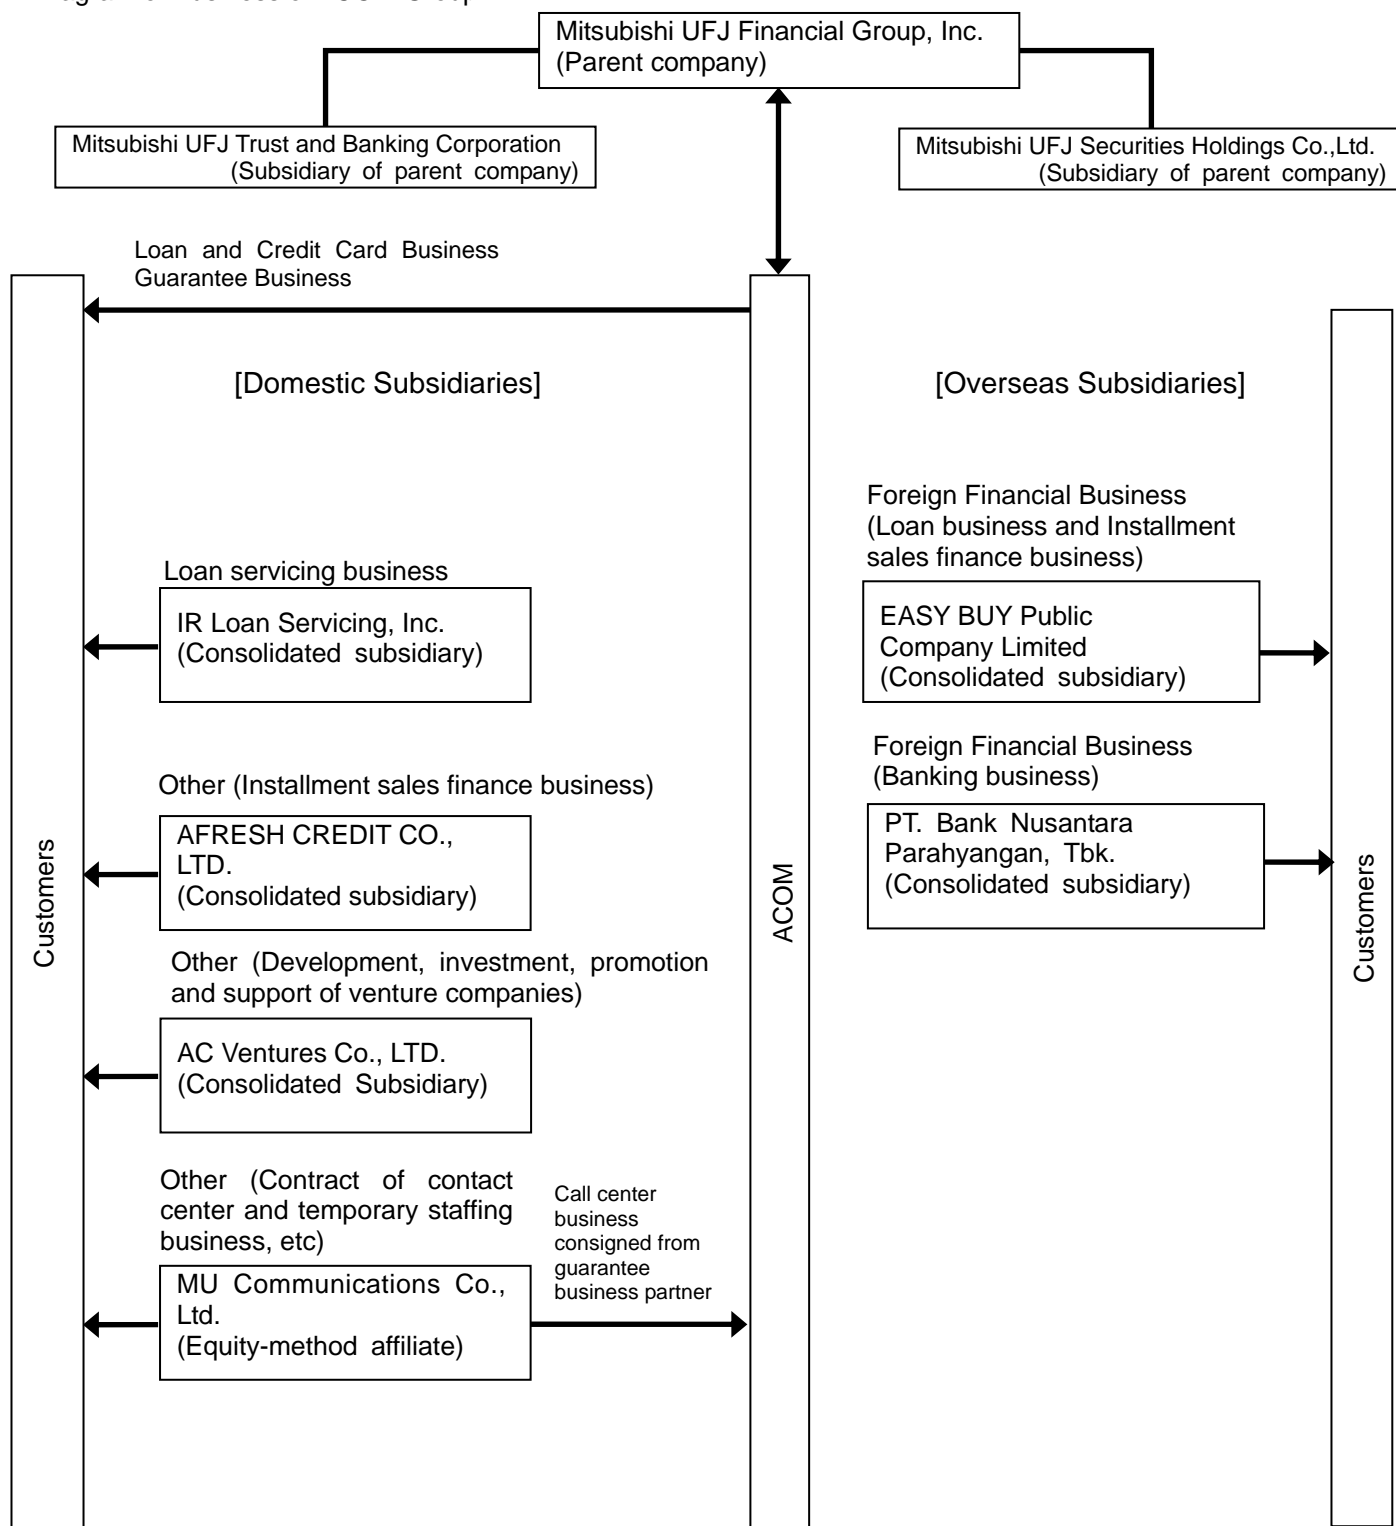 Mitsubishi UFJ Financial Group, Inc.
(Parent company)
Mitsubishi UFJ Trust and Banking Corporation
(Subsidiary of parent company)
Mitsubishi UFJ Securities Holdings Co.,Ltd.
(Subsidiary of parent company)
Loan and Credit Card Business
Guarantee Business
[Domestic Subsidiaries]
[Overseas Subsidiaries]
Foreign Financial Business
(Loan business and Installment
sales finance business)
Loan servicing business
IR Loan Servicing, Inc.
(Consolidated subsidiary)
EASY BUY Public
Company Limited
(Consolidated subsidiary)
Foreign Financial Business
(Banking business)
Other (Installment sales finance business)
AFRESH CREDIT CO.,
LTD.
(Consolidated subsidiary)
PT. Bank Nusantara
Parahyangan, Tbk.
(Consolidated subsidiary)
Customers
ACOM
Customers
Other (Development, investment, promotion
and support of venture companies)
AC Ventures Co., LTD.
(Consolidated Subsidiary)
Other (Contract of contact
center and temporary staffing
business, etc)
Call center
business
consigned from
guarantee
business partner
MU Communications Co.,
Ltd.
(Equity-method affiliate)